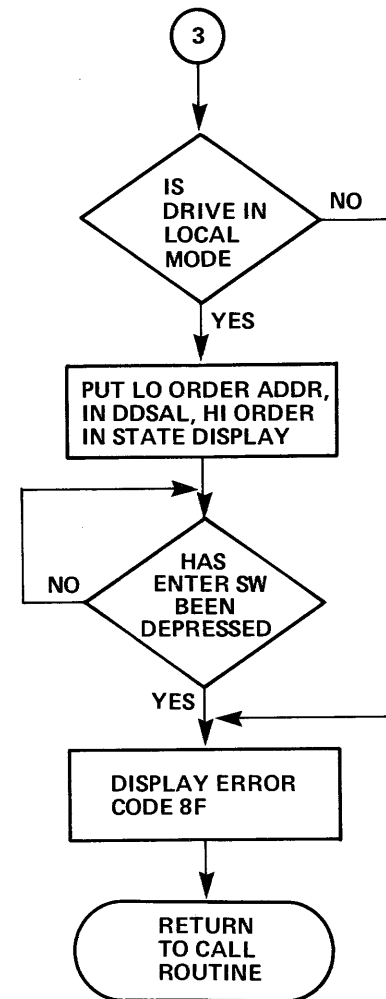 3
IS
DRIVE IN
LOCAL
MODE
NO
YES
PUT LO ORDER ADDR,
IN DDSAL, HI ORDER
IN STATE DISPLAY
HAS
ENTER SW
BEEN
DEPRESSED
NO
YES
DISPLAY ERROR
CODE 8F
RETURN
TO CALL
ROUTINE